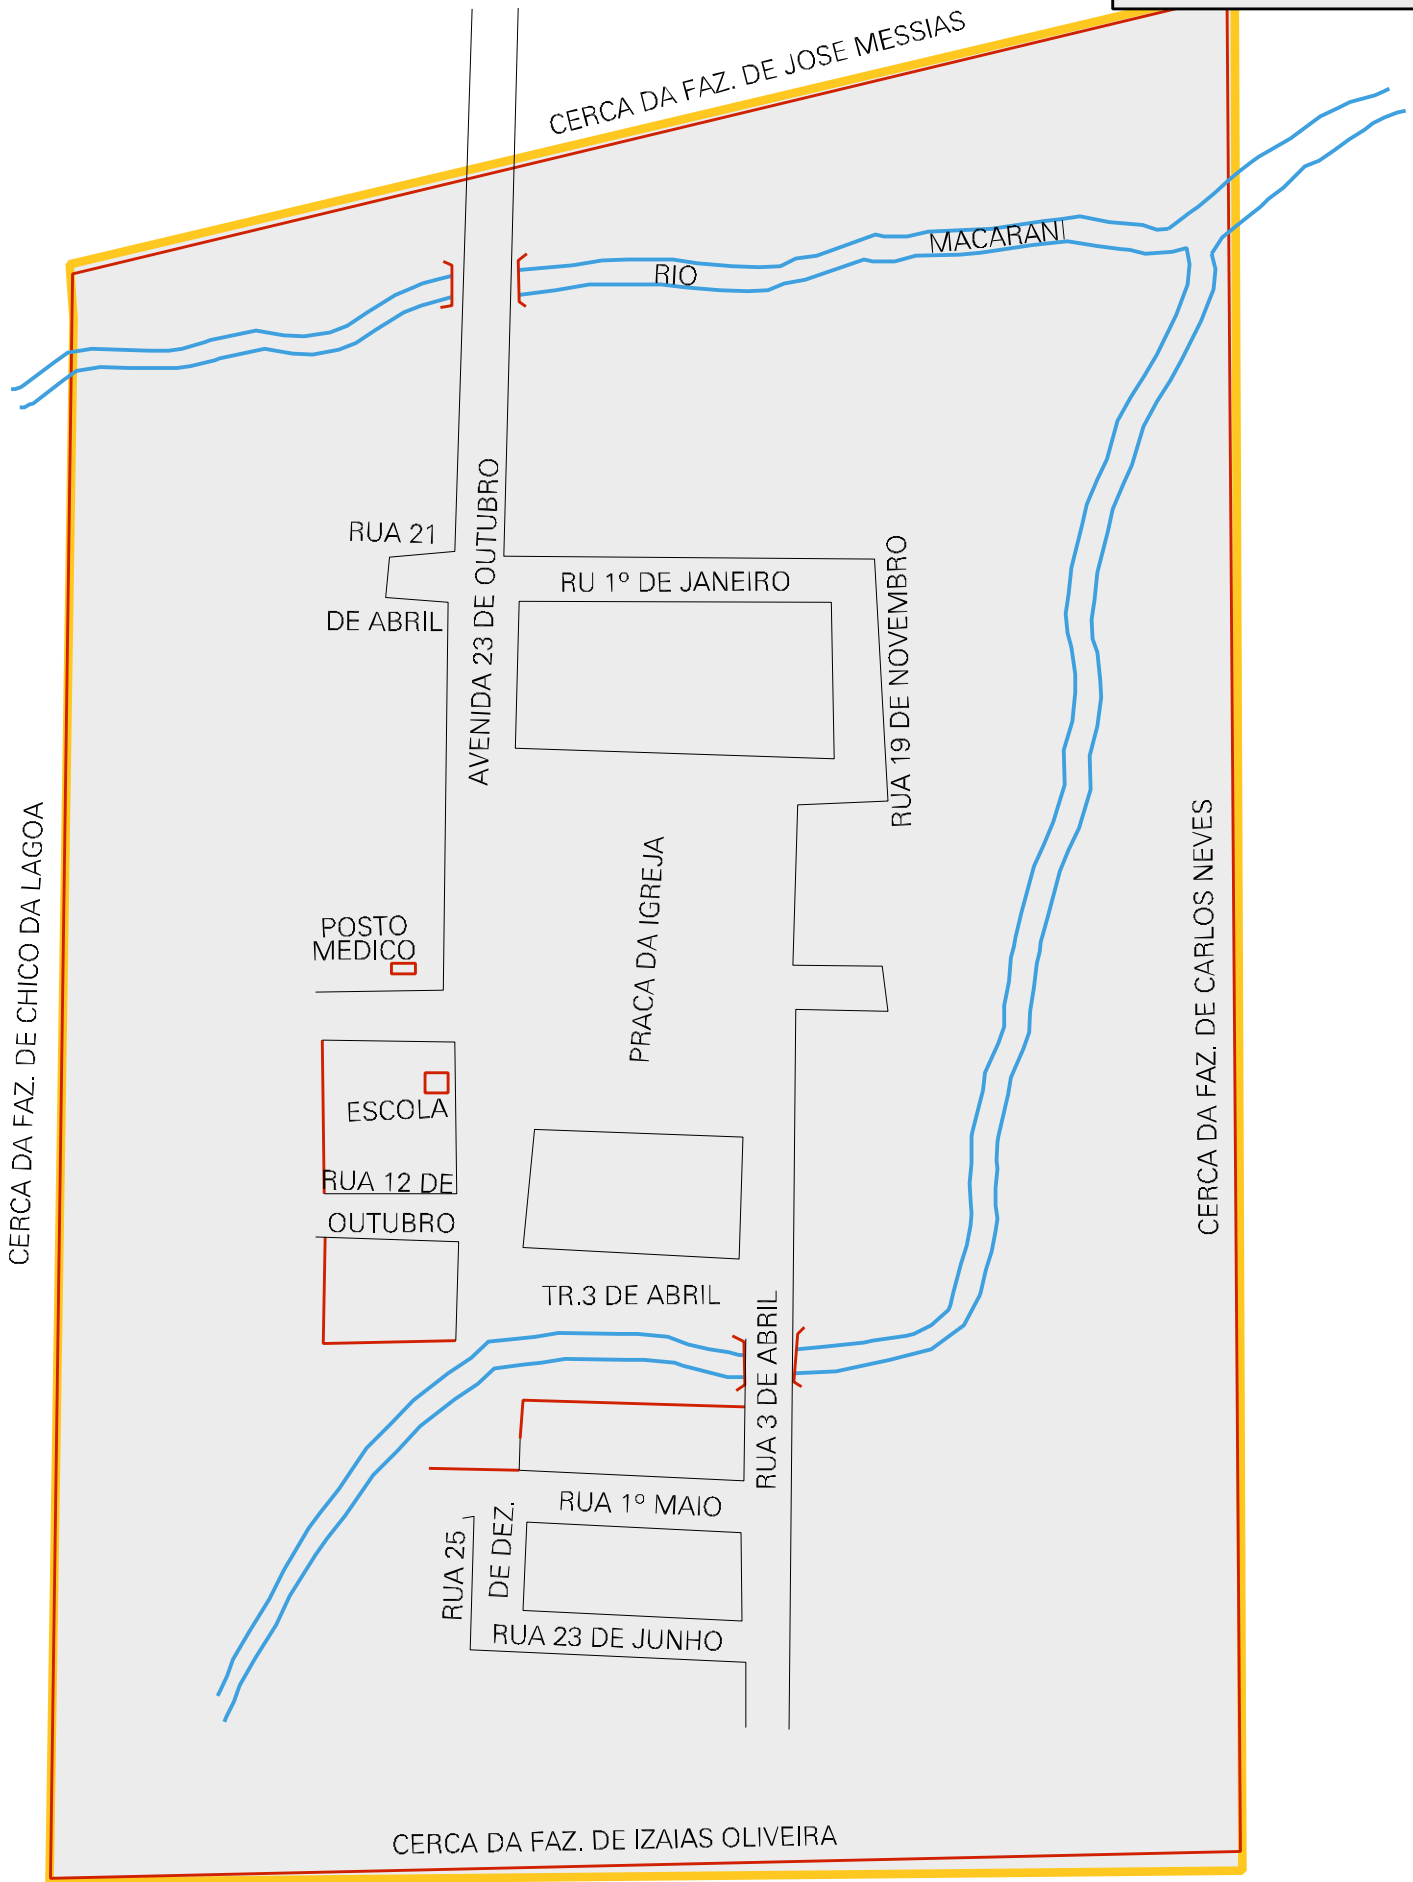 CERCA DA FAZ. DE JOSE MESSIAS
MACARANI
RIO
AVENIDA 23 DE OUTUBRO
RUA 21
DE ABRIL
RU 1º DE JANEIRO
RUA 19 DE NOVEMBRO
CERCA DA FAZ. DE CHICO DA LAGOA
CERCA DA FAZ. DE CARLOS NEVES
PRACA DA IGREJA
POSTO
MEDICO
ESCOLA
RUA 12 DE
OUTUBRO
TR.3 DE ABRIL
RUA 3 DE ABRIL
RUA 1º MAIO
RUA 25
DE DEZ.
RUA 23 DE JUNHO
CERCA DA FAZ. DE IZAIAS OLIVEIRA